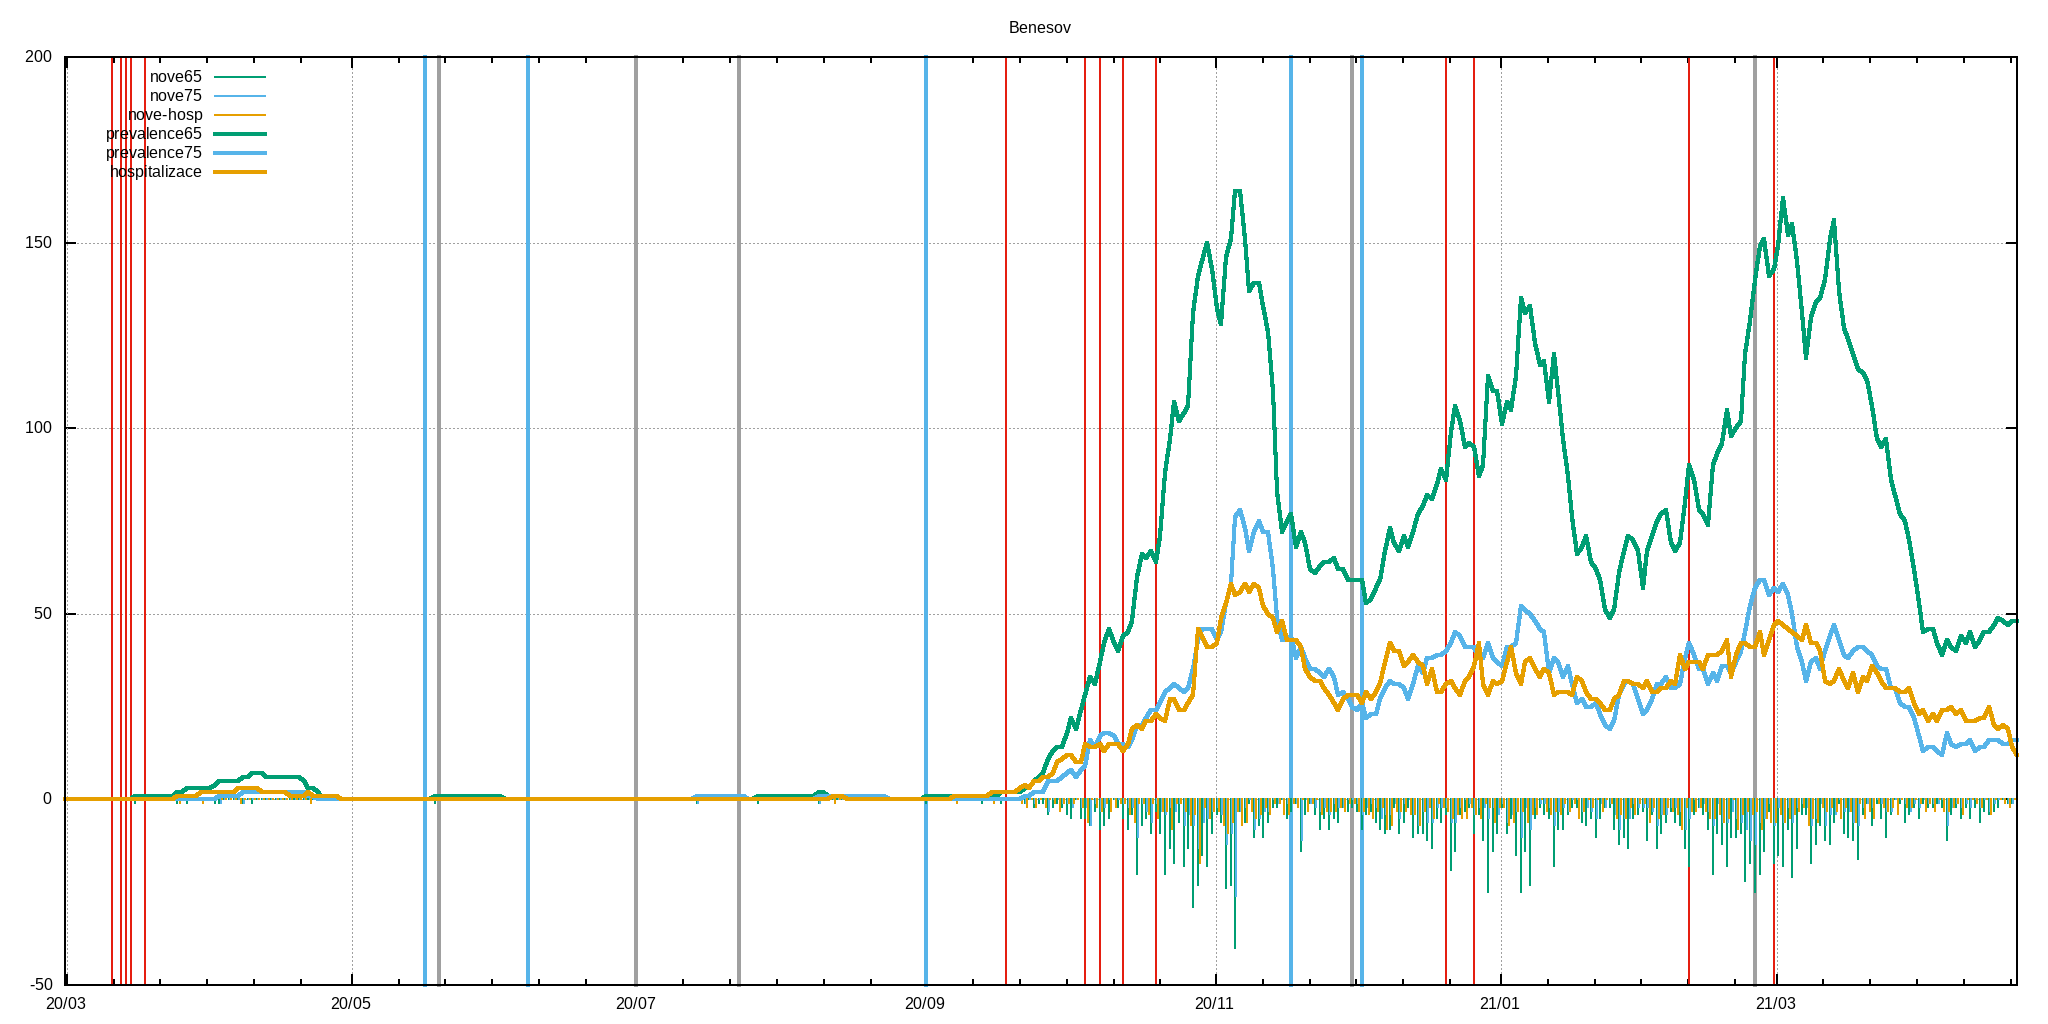 Benesov
200
150
100
50
0
-50
nove65
nove75
nove-hosp
prevalence65
prevalence75
hospitalizace
20/03 20/05 20/07 20/09 20/11 21/01 21/03